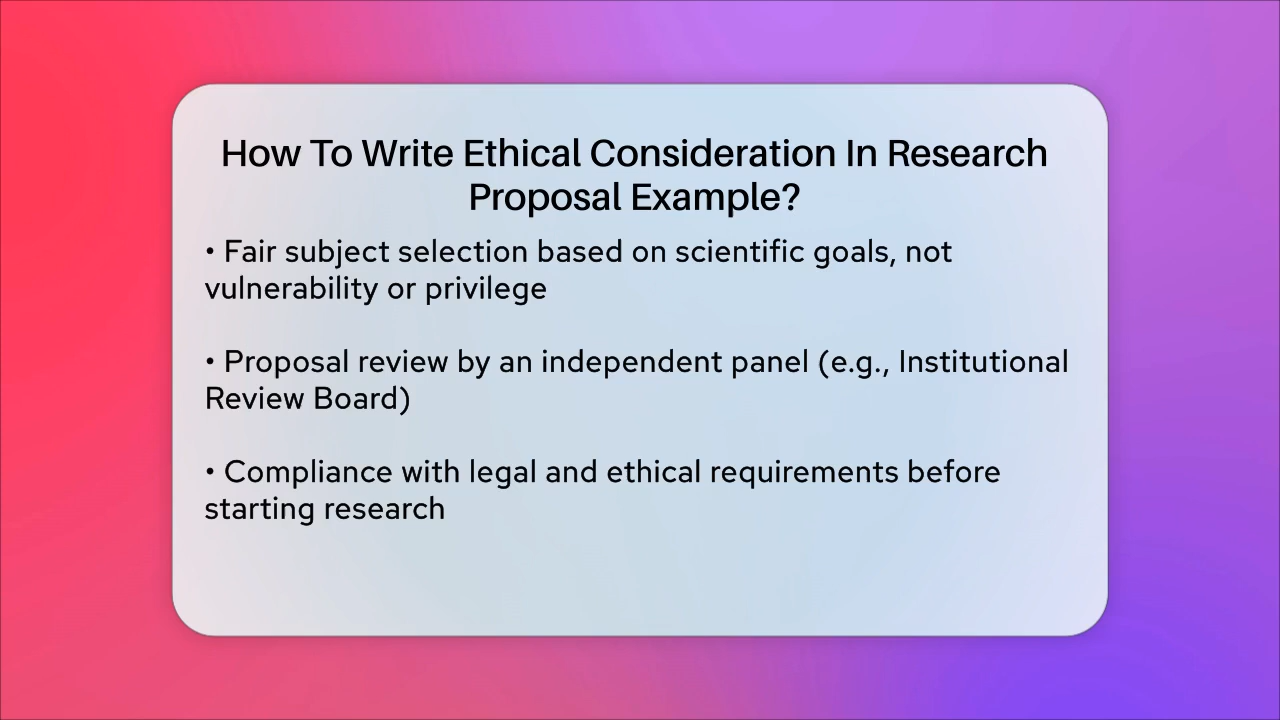 How To Write Ethical Consideration In Research
Proposal Example?
• Fair subject selection based on scientific goals, not
vulnerability or privilege
• Proposal review by an independent panel (e.g., Institutional
Review Board)
• Compliance with legal and ethical requirements before
starting research